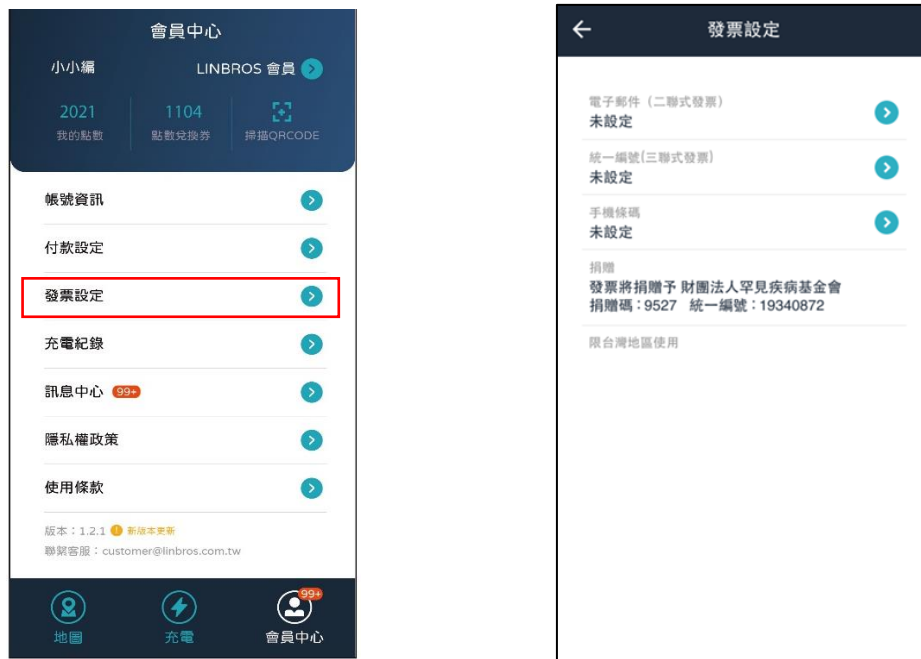 會員中心
小小編
LINBROS 會員
2021
1104
我的點數
點數兌換券
掃描QRCODE
帳號資訊
付款設定
發票設定
充電紀錄
訊息中心 99+
隱私權政策
使用條款
版本：1.2.1 ! 新版本更新
聯繫客服：customer@linbros.com.tw
99+
地圖
充電
會員中心
發票設定
電子郵件（二聯式發票）
未設定
統一編號(三聯式發票)
未設定
手機條碼
未設定
捐贈
發票將捐贈予 財團法人罕見疾病基金會
捐贈碼：9527 統一編號：19340872
限台灣地區使用